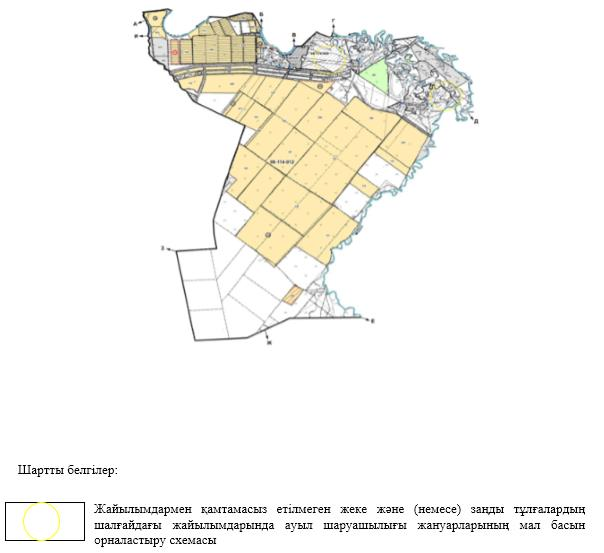 Б
Г
А
В
И
Д
З
Е
Ж
Шартты белгілер:
Жайылымдармен қамтамасыз етілмеген жеке және (немесе) заңды тұлғалардың
шалғайдағы жайылымдарында ауыл шаруашылығы жануарларының мал басын
орналастыру схемасы